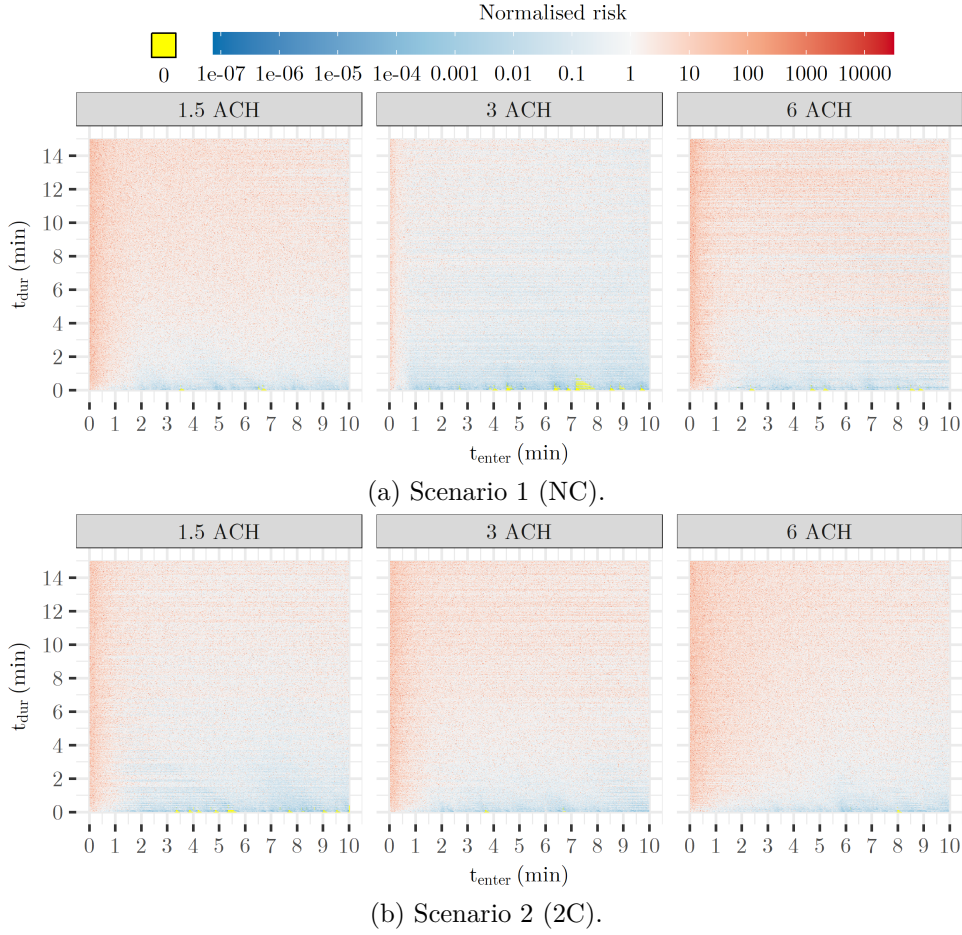 Normalised risk
0 1e-07 1e-06 1e-05 1e-04 0.001 0.01 0.1 1 10 100 1000 10000
1.5 ACH 3 ACH 6 ACH
14
12
10
8
6
4
2
0
t_dur (min)
0 1 2 3 4 5 6 7 8 9 10 0 1 2 3 4 5 6 7 8 9 10 0 1 2 3 4 5 6 7 8 9 10
t_enter (min)
(a) Scenario 1 (NC).
1.5 ACH 3 ACH 6 ACH
14
12
10
8
6
4
2
0
t_dur (min)
0 1 2 3 4 5 6 7 8 9 10 0 1 2 3 4 5 6 7 8 9 10 0 1 2 3 4 5 6 7 8 9 10
t_enter (min)
(b) Scenario 2 (2C).